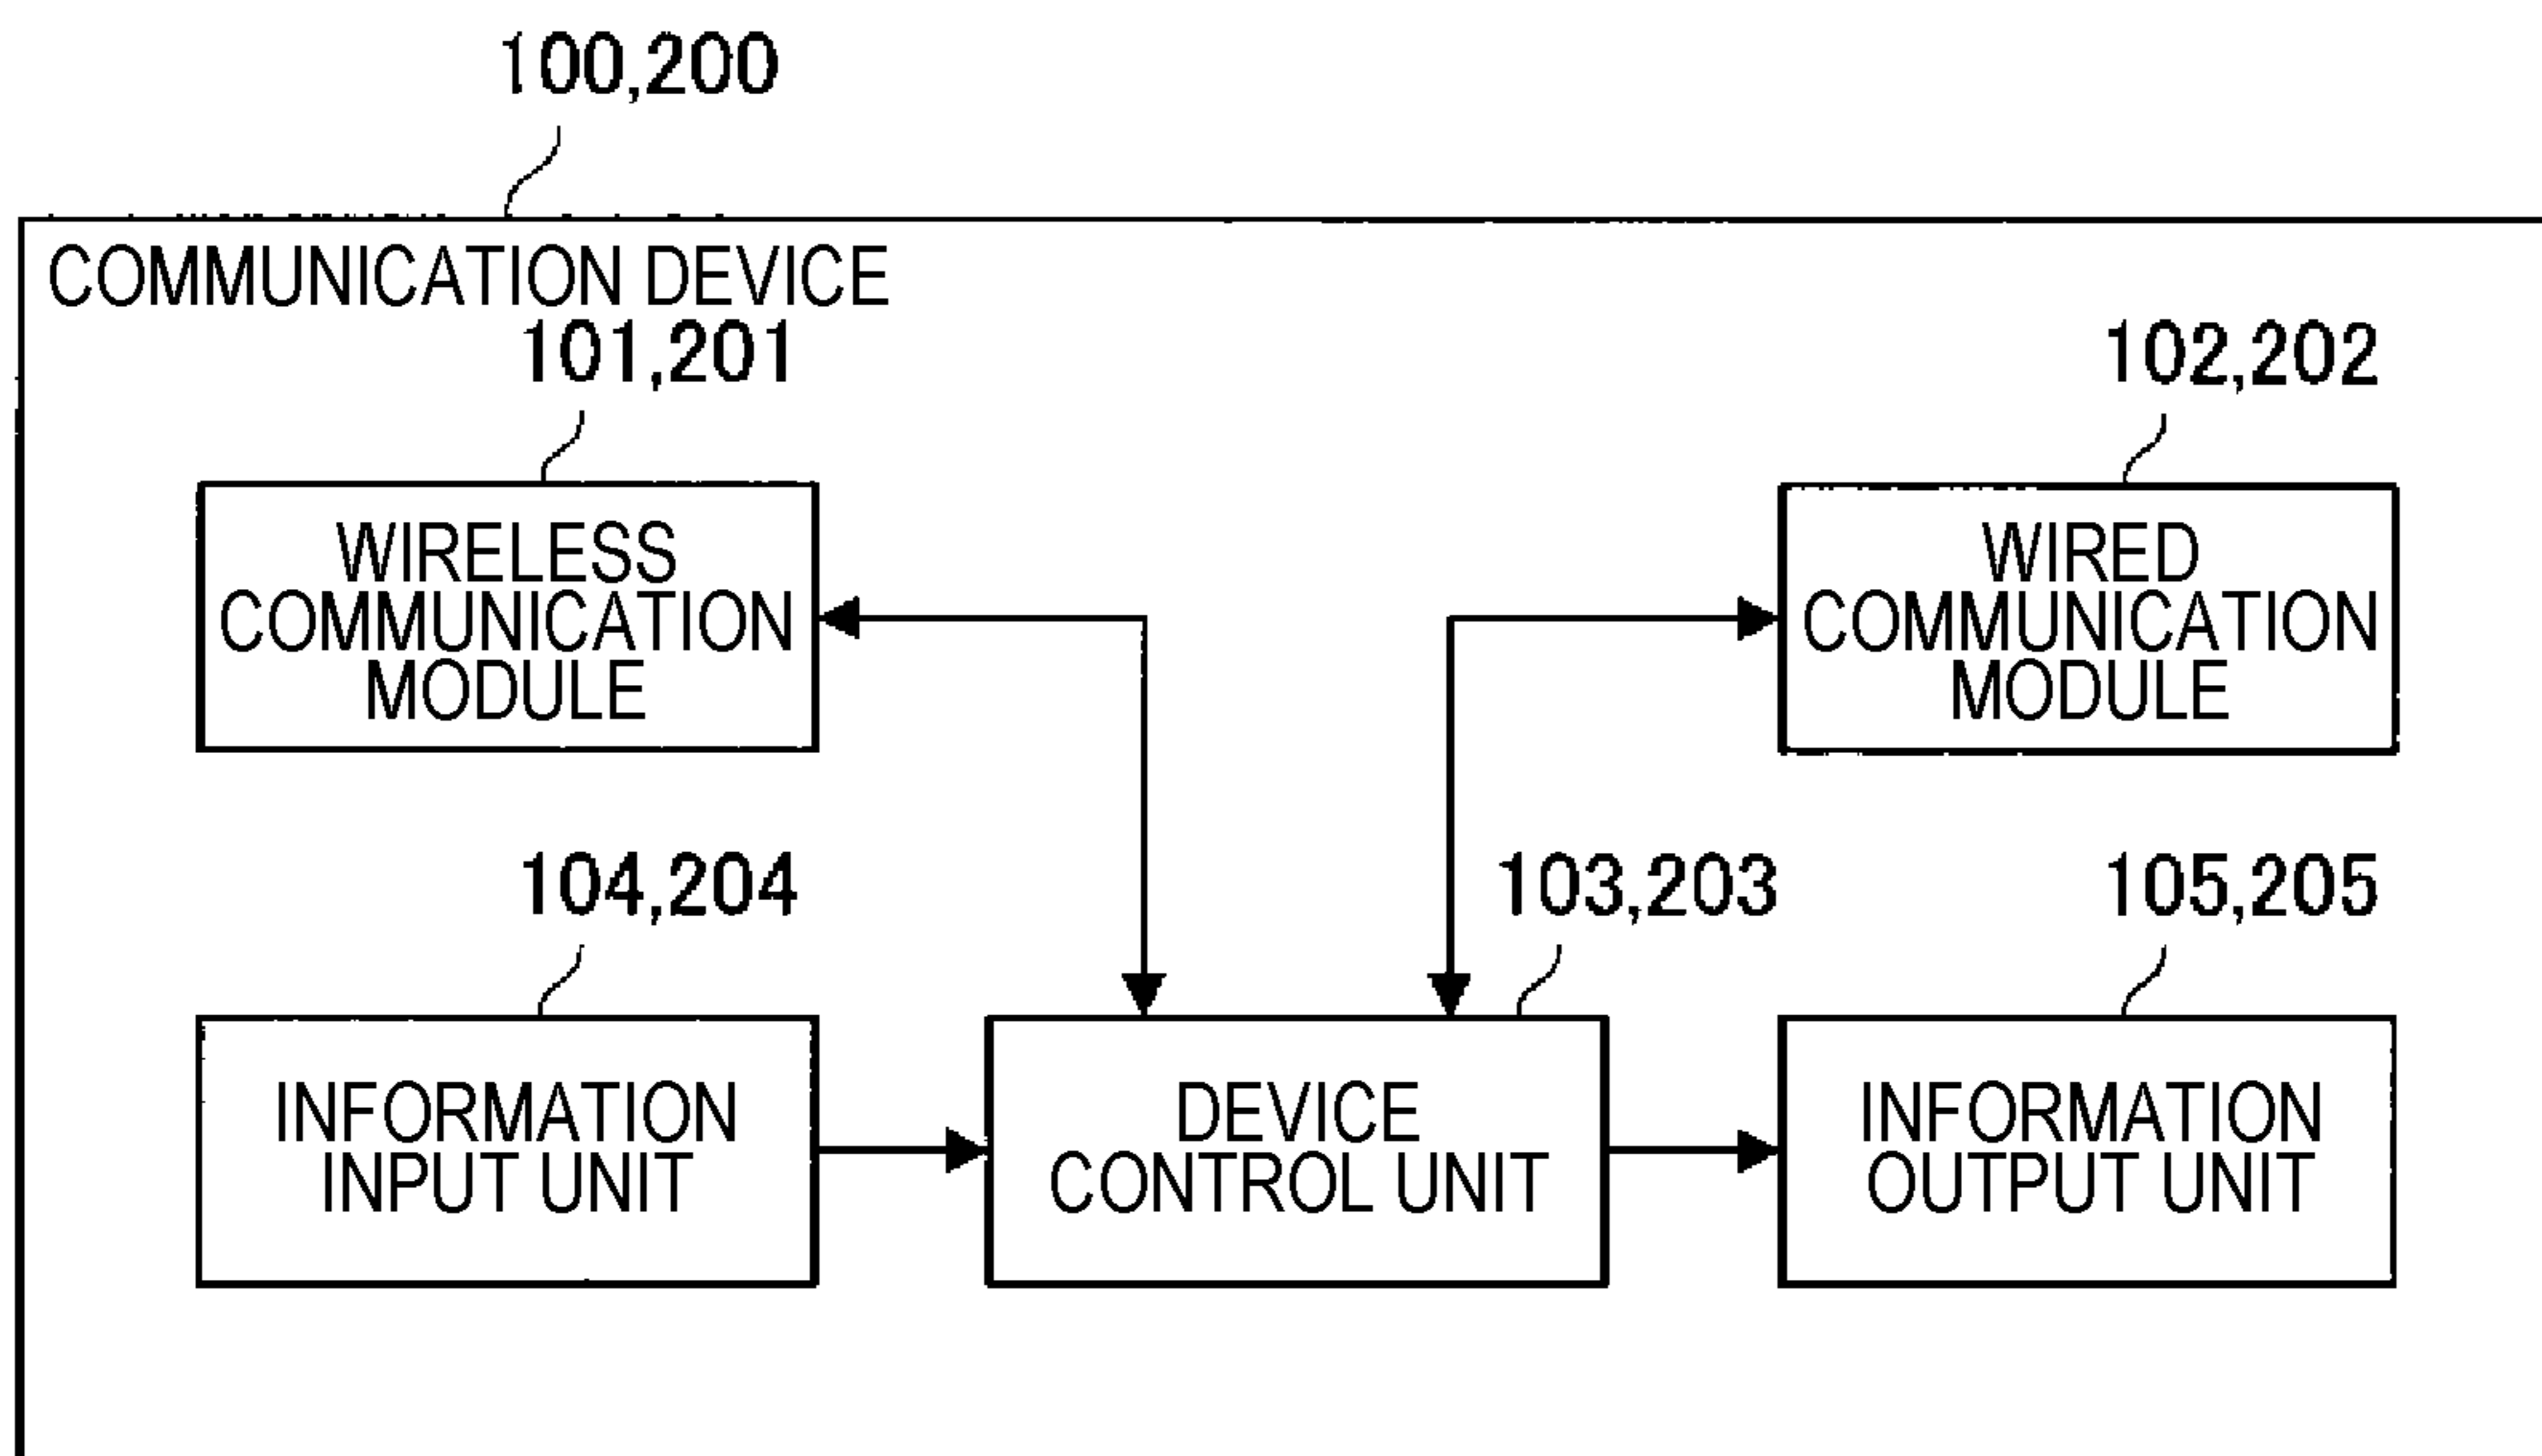 100,200
COMMUNICATION DEVICE
101,201
102,202
WIRELESS
COMMUNICATION
MODULE
WIRED
COMMUNICATION
MODULE
104,204
103,203
105,205
INFORMATION
INPUT UNIT
DEVICE
CONTROL UNIT
INFORMATION
OUTPUT UNIT